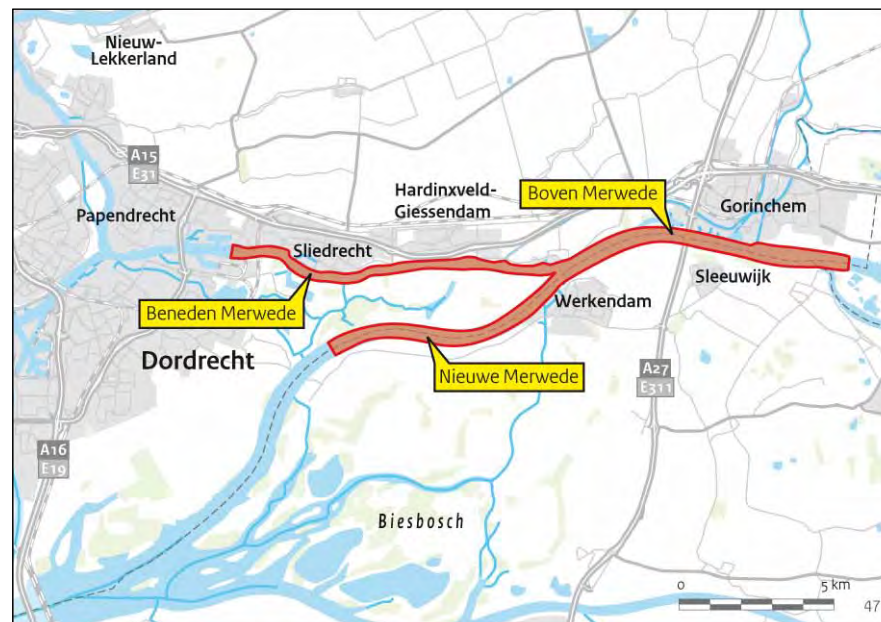 Nieuw-
Lekkerland
A15
E31
Papendrecht
Hardinxveld-
Giessendam
Boven Merwede
Gorinchem
Sliedrecht
Beneden Merwede
Werkendam
Sleeuwijk
Dordrecht
Nieuwe Merwede
A27
E311
A16
E19
Biesbosch
0
5 km
47